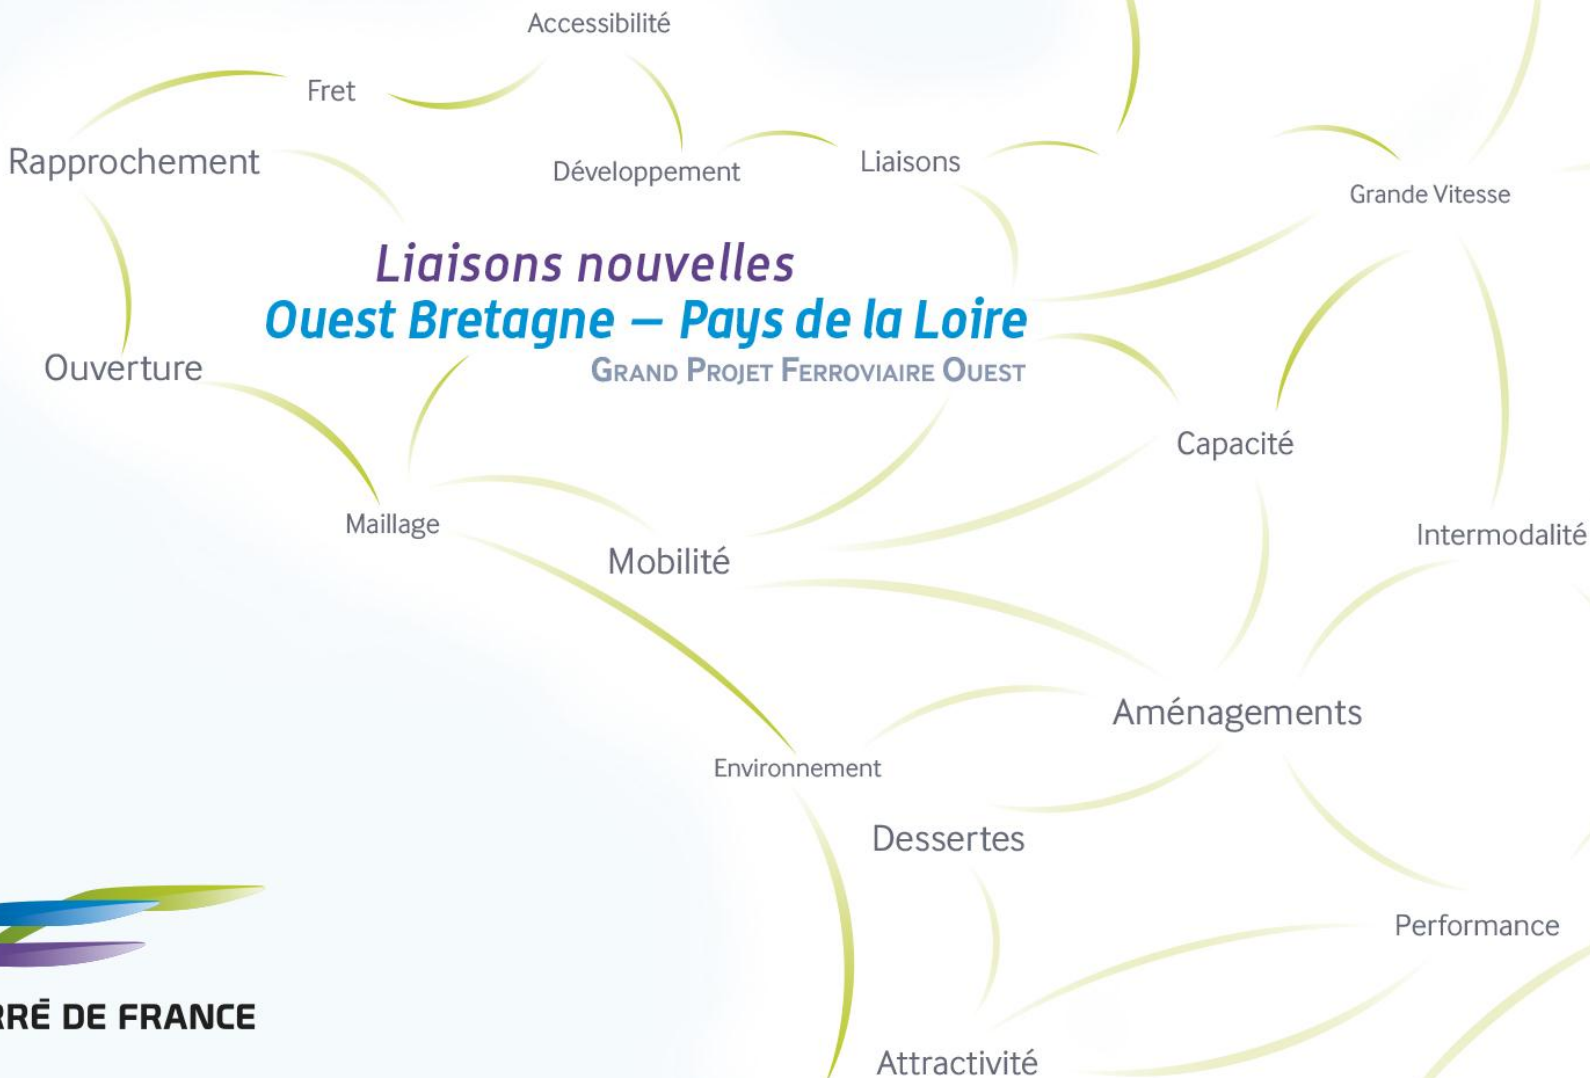 Accessibilité
Fret
Rapprochement
Développement
Liaisons
Grande Vitesse
Liaisons nouvelles
Ouest Bretagne – Pays de la Loire
GRAND PROJET FERROVIAIRE OUEST
Ouverture
Capacité
Maillage
Intermodalité
Mobilité
Aménagements
Environnement
Dessertes
Performance
RRÉ DE FRANCE
Attractivité